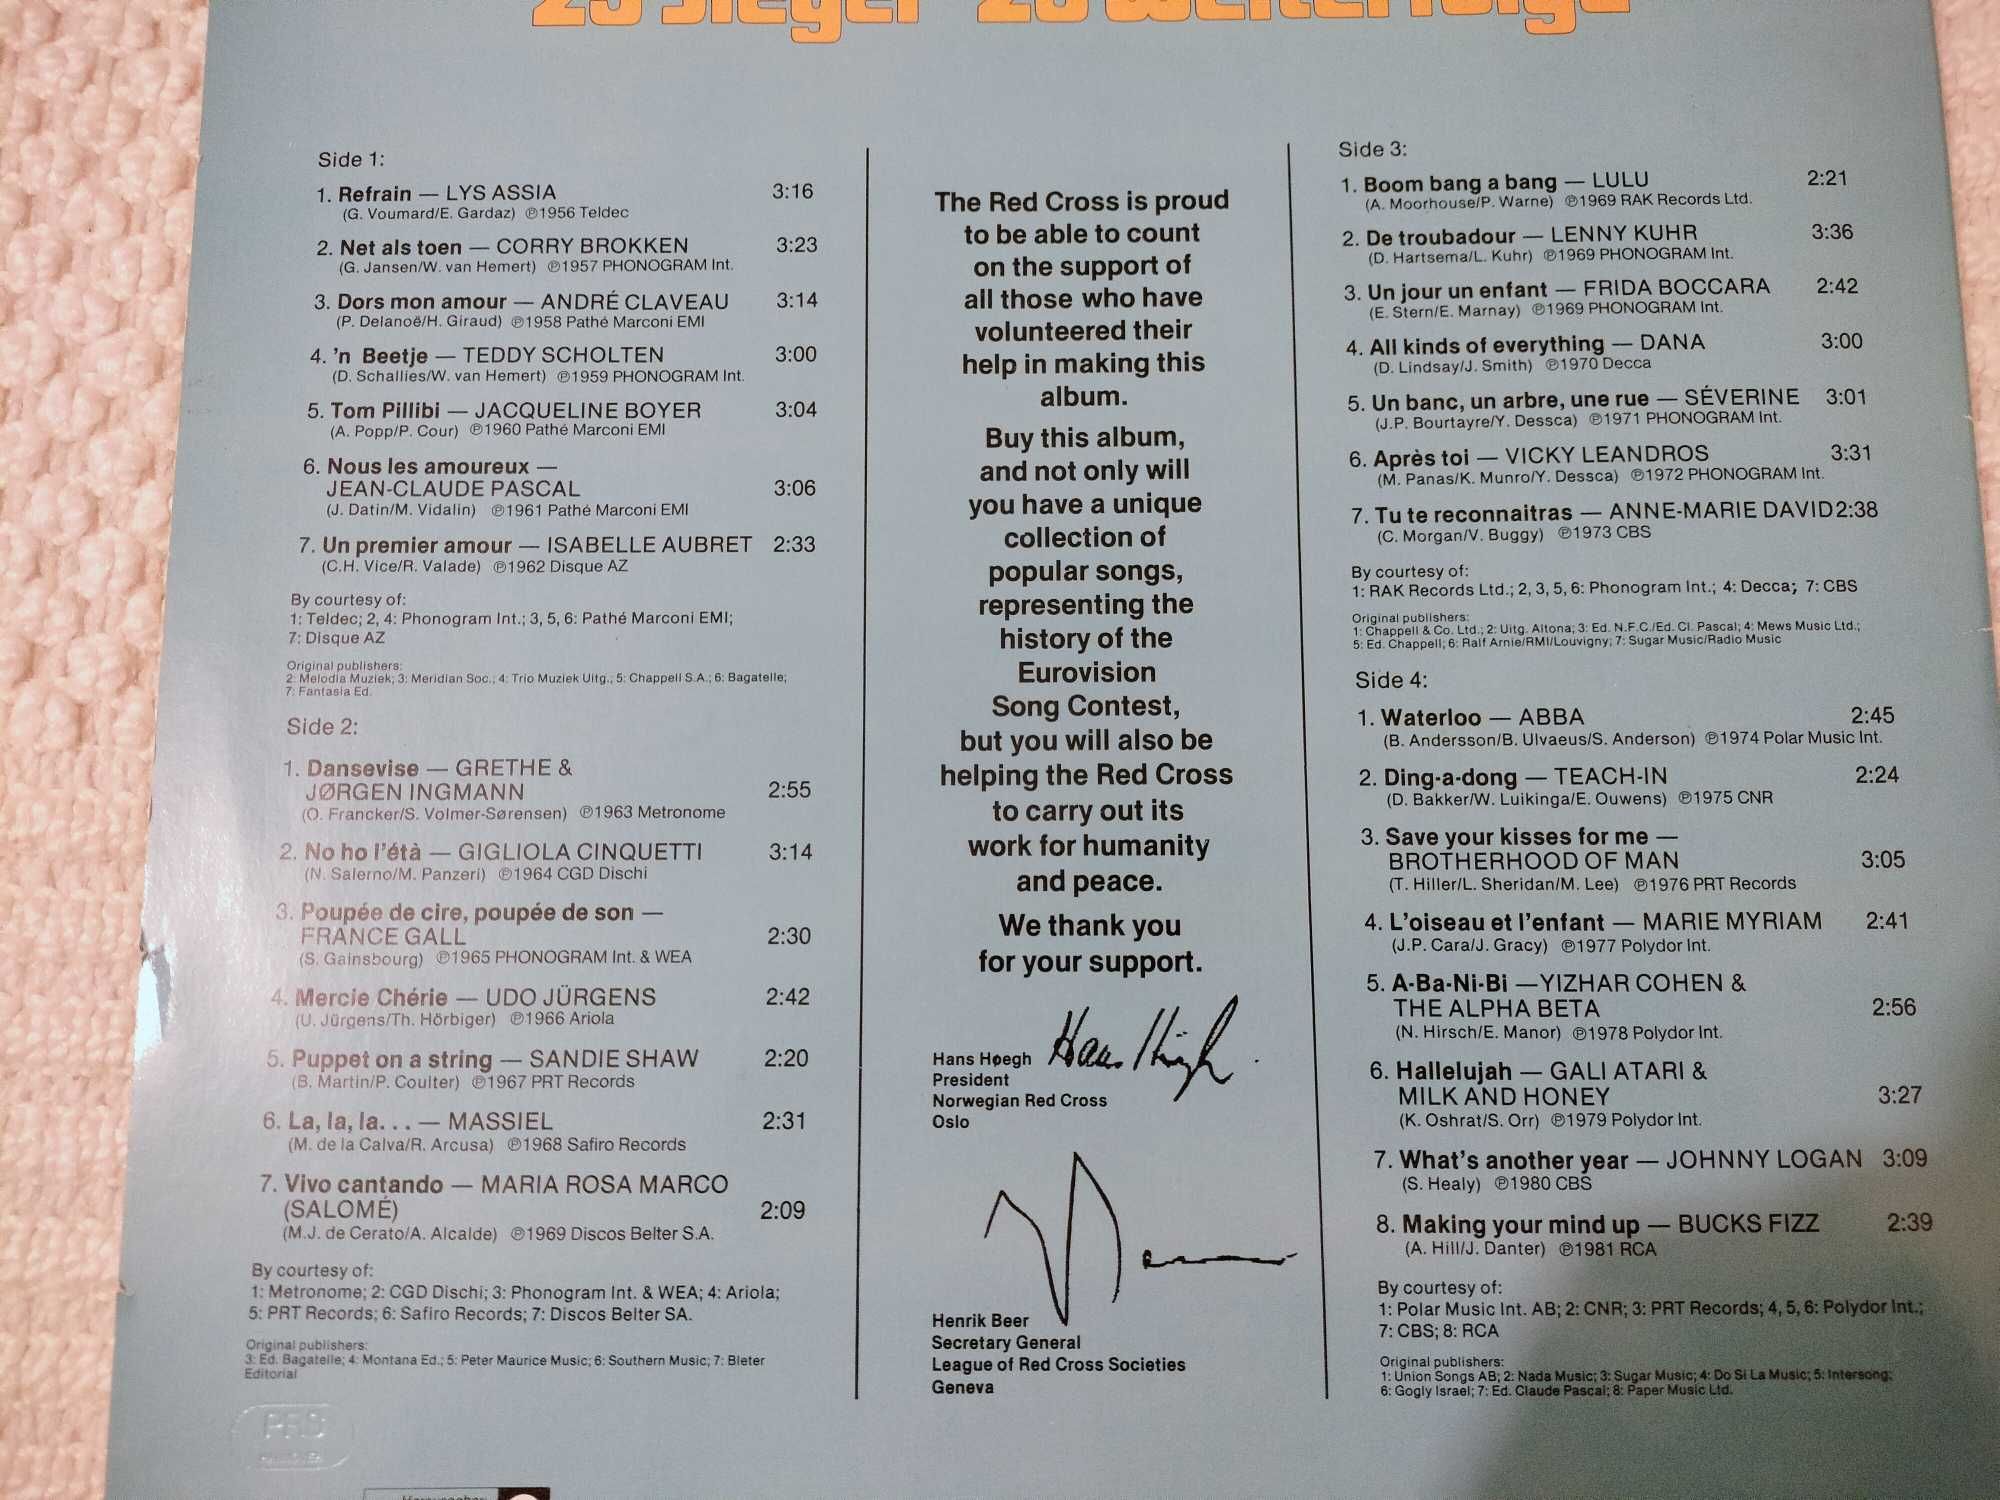 Side 1:
1. Refrain — LYS ASSIA 3:16
(G. Voumard/E. Gardaz) ℗1956 Teldec
2. Net als toen — CORRY BROKKEN 3:23
(G. Jansen/W. van Hemert) ℗1957 PHONOGRAM Int.
3. Dors mon amour — ANDRÉ CLAVEAU 3:14
(P. Delanoë/H. Giraud) ℗1958 Pathé Marconi EMI
4. 'n Beetje — TEDDY SCHOLTEN 3:00
(D. Schallies/W. van Hemert) ℗1959 PHONOGRAM Int.
5. Tom Pillibi — JACQUELINE BOYER 3:04
(A. Popp/P. Cour) ℗1960 Pathé Marconi EMI
6. Nous les amoureux —
JEAN-CLAUDE PASCAL 3:06
(J. Datin/M. Vidalin) ℗1961 Pathé Marconi EMI
7. Un premier amour — ISABELLE AUBRET 2:33
(C.H. Vice/R. Valade) ℗1962 Disque AZ
By courtesy of:
1: Teldec; 2, 4: Phonogram Int.; 3, 5, 6: Pathé Marconi EMI;
7: Disque AZ
Original publishers:
2: Melodia Muziek; 3: Meridian Soc.; 4: Trio Muziek Uitg.; 5: Chappell S.A.; 6: Bagatelle;
7: Fantasia Ed.
Side 2:
1. Dansevise — GRETHE &
JØRGEN INGMANN 2:55
(O. Francker/S. Volmer-Sørensen) ℗1963 Metronome
2. No ho l'étà — GIGLIOLA CINQUETTI 3:14
(N. Salerno/M. Panzeri) ℗1964 CGD Dischi
3. Poupée de cire, poupée de son —
FRANCE GALL 2:30
(S. Gainsbourg) ℗1965 PHONOGRAM Int. & WEA
4. Mercie Chérie — UDO JÜRGENS 2:42
(U. Jürgens/Th. Hörbiger) ℗1966 Ariola
5. Puppet on a string — SANDIE SHAW 2:20
(B. Martin/P. Coulter) ℗1967 PRT Records
6. La, la, la... — MASSIEL 2:31
(M. de la Calva/R. Arcusa) ℗1968 Safiro Records
7. Vivo cantando — MARIA ROSA MARCO
(SALOMÉ) 2:09
(M.J. de Cerato/A. Alcalde) ℗1969 Discos Belter S.A.
By courtesy of:
1: Metronome; 2: CGD Dischi; 3: Phonogram Int. & WEA; 4: Ariola;
5: PRT Records; 6: Safiro Records; 7: Discos Belter SA.
Original publishers:
3: Ed. Bagatelle; 4: Montana Ed.; 5: Peter Maurice Music; 6: Southern Music; 7: Bleter
Editorial
The Red Cross is proud
to be able to count
on the support of
all those who have
volunteered their
help in making this
album.
Buy this album,
and not only will
you have a unique
collection of
popular songs,
representing the
history of the
Eurovision
Song Contest,
but you will also be
helping the Red Cross
to carry out its
work for humanity
and peace.
We thank you
for your support.
Hans Høegh
President
Norwegian Red Cross
Oslo
Henrik Beer
Secretary General
League of Red Cross Societies
Geneva
Side 3:
1. Boom bang a bang — LULU 2:21
(A. Moorhouse/P. Warne) ℗1969 RAK Records Ltd.
2. De troubadour — LENNY KUHR 3:36
(D. Hartsema/L. Kuhr) ℗1969 PHONOGRAM Int.
3. Un jour un enfant — FRIDA BOCCARA 2:42
(E. Stern/E. Marnay) ℗1969 PHONOGRAM Int.
4. All kinds of everything — DANA 3:00
(D. Lindsay/J. Smith) ℗1970 Decca
5. Un banc, un arbre, une rue — SÉVERINE 3:01
(J.P. Bourtayre/Y. Dessca) ℗1971 PHONOGRAM Int.
6. Après toi — VICKY LEANDROS 3:31
(M. Panas/K. Munro/Y. Dessca) ℗1972 PHONOGRAM Int.
7. Tu te reconnaitras — ANNE-MARIE DAVID 2:38
(C. Morgan/V. Buggy) ℗1973 CBS
By courtesy of:
1: RAK Records Ltd.; 2, 3, 5, 6: Phonogram Int.; 4: Decca; 7: CBS
Original publishers:
1: Chappell & Co. Ltd.; 2: Uitg. Altona; 3: Ed. N.F.C./Ed. Cl. Pascal; 4: Mews Music Ltd.;
5: Ed. Chappell; 6: Ralf Arnie/RMI/Louvigny; 7: Sugar Music/Radio Music
Side 4:
1. Waterloo — ABBA 2:45
(B. Andersson/B. Ulvaeus/S. Anderson) ℗1974 Polar Music Int.
2. Ding-a-dong — TEACH-IN 2:24
(D. Bakker/W. Luikinga/E. Ouwens) ℗1975 CNR
3. Save your kisses for me —
BROTHERHOOD OF MAN 3:05
(T. Hiller/L. Sheridan/M. Lee) ℗1976 PRT Records
4. L'oiseau et l'enfant — MARIE MYRIAM 2:41
(J.P. Cara/J. Gracy) ℗1977 Polydor Int.
5. A-Ba-Ni-Bi —YIZHAR COHEN &
THE ALPHA BETA 2:56
(N. Hirsch/E. Manor) ℗1978 Polydor Int.
6. Hallelujah — GALI ATARI &
MILK AND HONEY 3:27
(K. Oshrat/S. Orr) ℗1979 Polydor Int.
7. What's another year — JOHNNY LOGAN 3:09
(S. Healy) ℗1980 CBS
8. Making your mind up — BUCKS FIZZ 2:39
(A. Hill/J. Danter) ℗1981 RCA
By courtesy of:
1: Polar Music Int. AB; 2: CNR; 3: PRT Records; 4, 5, 6: Polydor Int.;
7: CBS; 8: RCA
Original publishers:
1: Union Songs AB; 2: Nada Music; 3: Sugar Music; 4: Do Si La Music; 5: Intersong;
6: Gogly Israel; 7: Ed. Claude Pascal; 8: Paper Music Ltd.